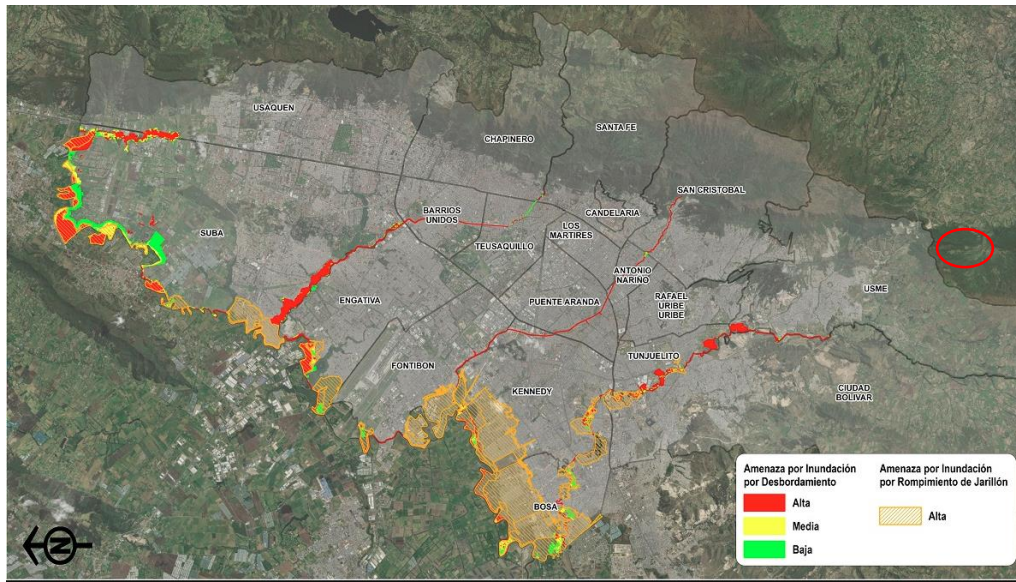 USAQUEN
CHAPINERO
SANTA FE
SAN CRISTOBAL
CANDELARIA
BARRIOS
UNIDOS
LOS
MARTIRES
SUBA
TEUSAQUILLO
ANTONIO
NARIÑO
USME
ENGATIVA
PUENTE ARANDA
RAFAEL
URIBE
URIBE
FONTIBON
TUNJUELITO
KENNEDY
CIUDAD
BOLIVAR
BOSA
N
Amenaza por Inundación
por Desbordamiento
Alta
Media
Baja
Amenaza por Inundación
por Rompimiento de Jarillón
Alta